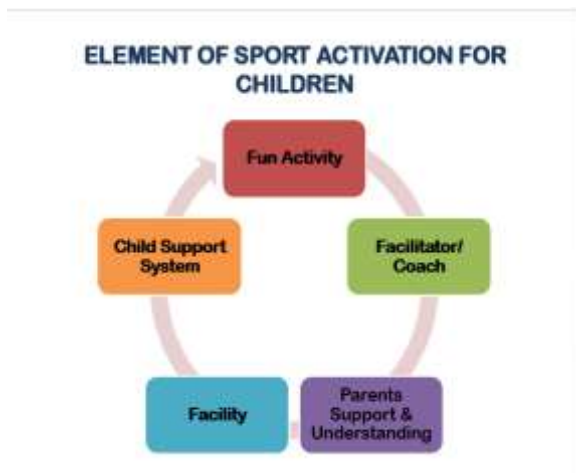 ELEMENT OF SPORT ACTIVATION FOR
CHILDREN
Fun Activity
Facilitator/
Coach
Parents
Support &
Understanding
Facility
Child Support
System